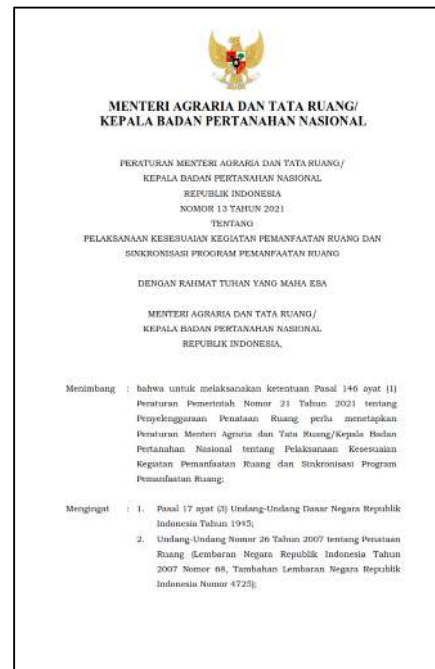 MENTERI AGRARIA DAN TATA RUANG/
KEPALA BADAN PERTANAHAN NASIONAL
PERATURAN MENTERI AGRARIA DAN TATA RUANG/
KEPALA BADAN PERTANAHAN NASIONAL
REPUBLIK INDONESIA
NOMOR 13 TAHUN 2021
TENTANG
PELAKSANAAN KESESUAIAN KEGIATAN PEMANFAATAN RUANG DAN
SINKRONISASI PROGRAM PEMANFAATAN RUANG
DENGAN RAHMAT TUHAN YANG MAHA ESA
MENTERI AGRARIA DAN TATA RUANG/
KEPALA BADAN PERTANAHAN NASIONAL
REPUBLIK INDONESIA,
Menimbang : bahwa untuk melaksanakan ketentuan Pasal 146 ayat (1)
Peraturan Pemerintah Nomor 21 Tahun 2021 tentang
Penyelenggaraan Penataan Ruang perlu menetapkan
Peraturan Menteri Agraria dan Tata Ruang/Kepala Badan
Pertanahan Nasional tentang Pelaksanaan Kesesuaian
Kegiatan Pemanfaatan Ruang dan Sinkronisasi Program
Pemanfaatan Ruang;
Mengingat : 1. Pasal 17 ayat (3) Undang-Undang Dasar Negara Republik
Indonesia Tahun 1945;
2. Undang-Undang Nomor 26 Tahun 2007 tentang Penataan
Ruang (Lembaran Negara Republik Indonesia Tahun
2007 Nomor 68, Tambahan Lembaran Negara Republik
Indonesia Nomor 4725);